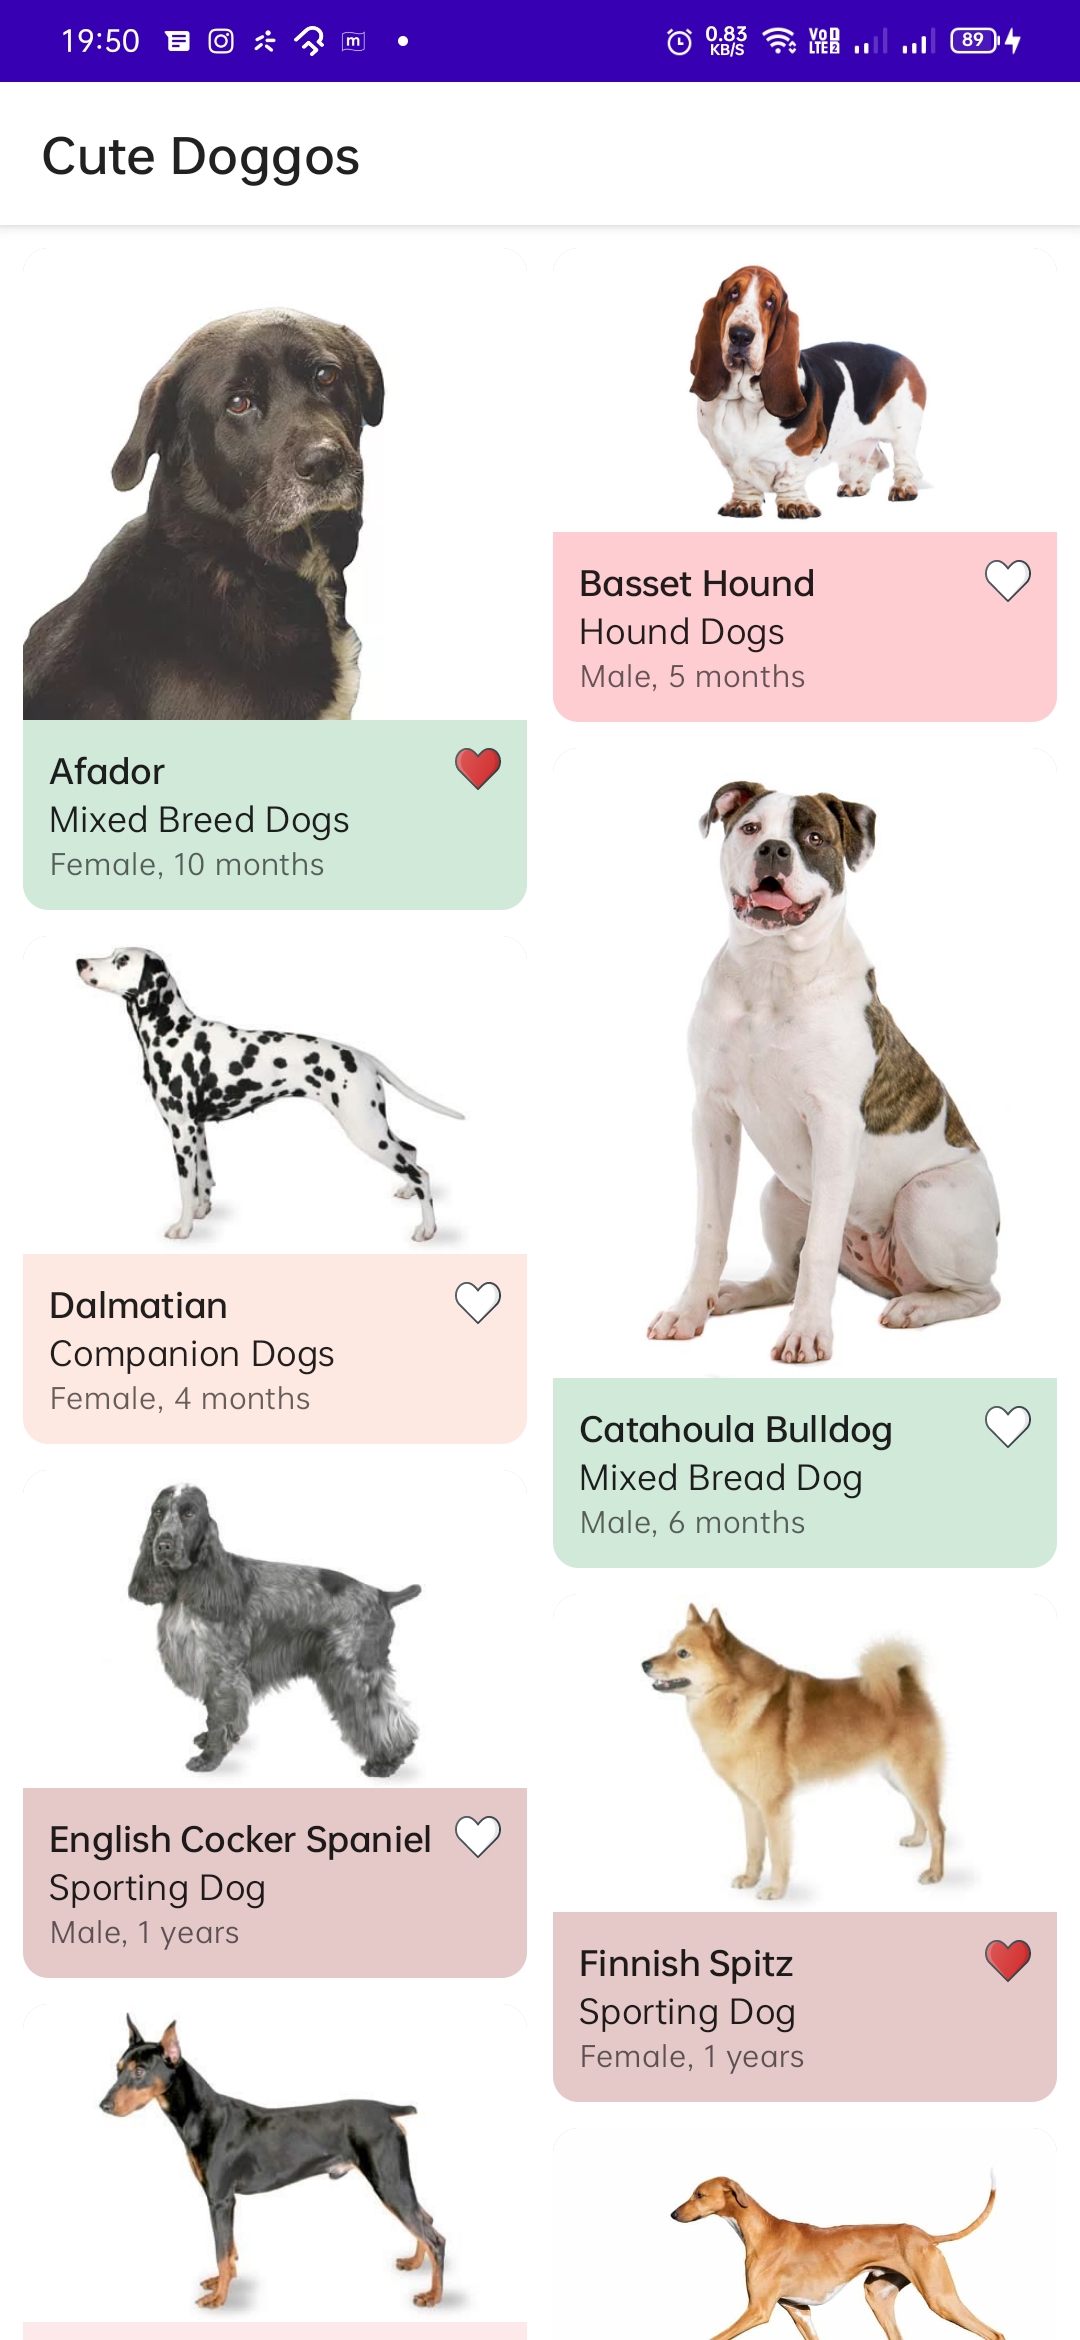 19:50
0.83
KB/S
VoD
LTE2
89
Cute Doggos
Afador
Mixed Breed Dogs
Female, 10 months
Basset Hound
Hound Dogs
Male, 5 months
Dalmatian
Companion Dogs
Female, 4 months
Catahoula Bulldog
Mixed Bread Dog
Male, 6 months
English Cocker Spaniel
Sporting Dog
Male, 1 years
Finnish Spitz
Sporting Dog
Female, 1 years